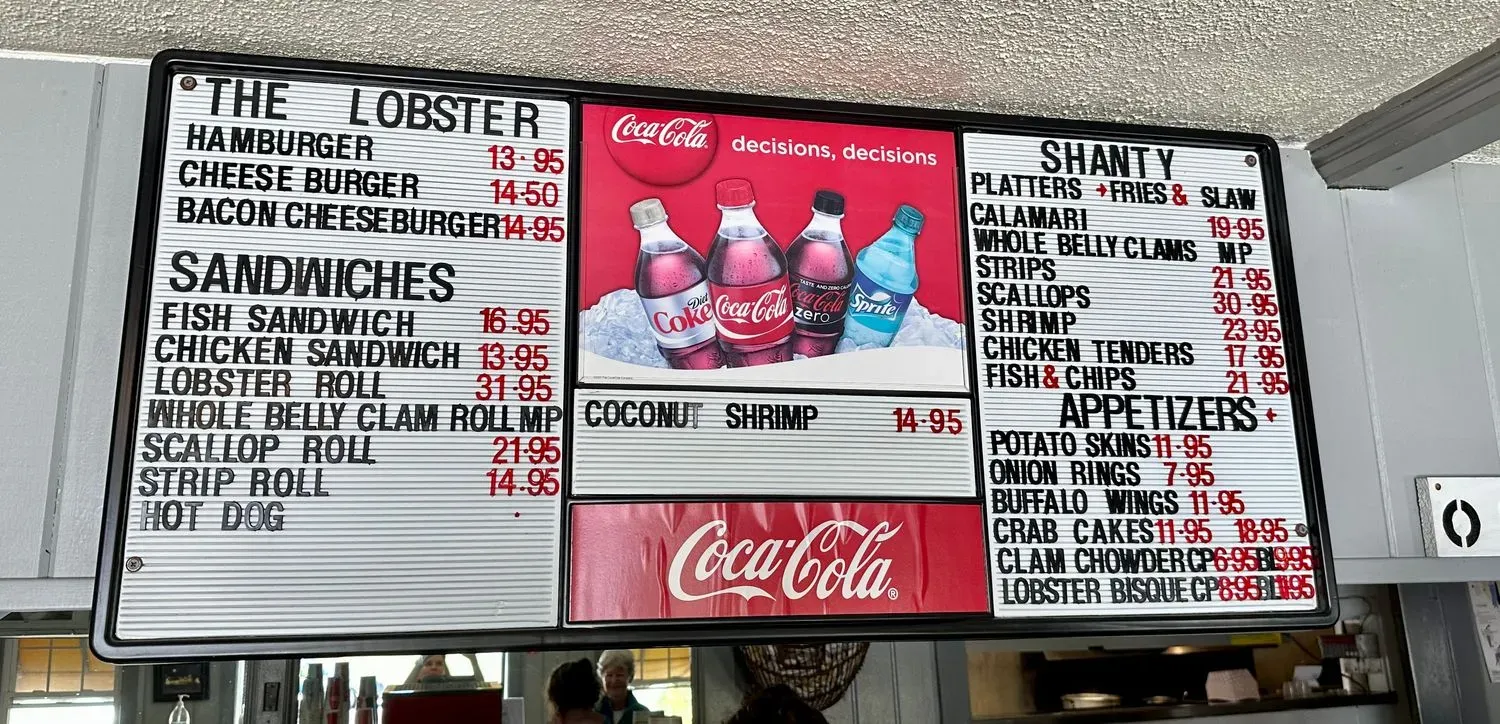 THE LOBSTER
HAMBURGER 13.95
CHEESE BURGER 14.50
BACON CHEESEBURGER 14.95
SANDWICHES
FISH SANDWICH 16.95
CHICKEN SANDWICH 13.95
LOBSTER ROLL 31.95
WHOLE BELLY CLAM ROLL MP
SCALLOP ROLL 21.95
STRIP ROLL 14.95
HOT DOG .
Coca-Cola
decisions, decisions
Diet Coke
Coca-Cola
Coca-Cola zero
Sprite
COCONUT SHRIMP 14.95
Coca-Cola®
SHANTY
PLATTERS → FRIES & SLAW
CALAMARI 19.95
WHOLE BELLY CLAMS MP
STRIPS 21.95
SCALLOPS 30.95
SHRIMP 23.95
CHICKEN TENDERS 17.95
FISH & CHIPS 21.95
APPETIZERS
POTATO SKINS 11.95
ONION RINGS 7.95
BUFFALO WINGS 11.95
CRAB CAKES 11.95 18.95
CLAM CHOWDER CP 6.95 BL 9.95
LOBSTER BISQUE CP 8.95 BL 11.95